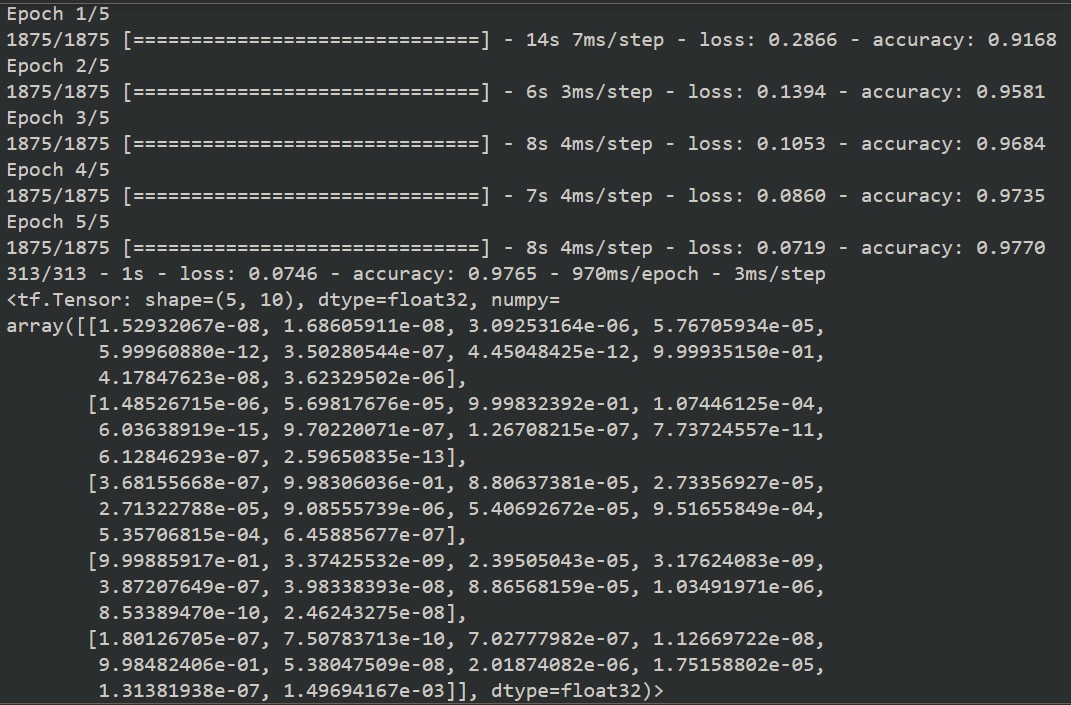 Epoch 1/5
1875/1875 [==============================] - 14s 7ms/step - loss: 0.2866 - accuracy: 0.9168
Epoch 2/5
1875/1875 [==============================] - 6s 3ms/step - loss: 0.1394 - accuracy: 0.9581
Epoch 3/5
1875/1875 [==============================] - 8s 4ms/step - loss: 0.1053 - accuracy: 0.9684
Epoch 4/5
1875/1875 [==============================] - 7s 4ms/step - loss: 0.0860 - accuracy: 0.9735
Epoch 5/5
1875/1875 [==============================] - 8s 4ms/step - loss: 0.0719 - accuracy: 0.9770
313/313 - 1s - loss: 0.0746 - accuracy: 0.9765 - 970ms/epoch - 3ms/step
<tf.Tensor: shape=(5, 10), dtype=float32, numpy=
array([[1.52932067e-08, 1.68605911e-08, 3.09253164e-06, 5.76705934e-05,
        5.99960880e-12, 3.50280544e-07, 4.45048425e-12, 9.99935150e-01,
        4.17847623e-08, 3.62329502e-06],
       [1.48526715e-06, 5.69817676e-05, 9.99832392e-01, 1.07446125e-04,
        6.03638919e-15, 9.70220071e-07, 1.26708215e-07, 7.73724557e-11,
        6.12846293e-07, 2.59650835e-13],
       [3.68155668e-07, 9.98306036e-01, 8.80637381e-05, 2.73356927e-05,
        2.71322788e-05, 9.08555739e-06, 5.40692672e-05, 9.51655849e-04,
        5.35706815e-04, 6.45885677e-07],
       [9.99885917e-01, 3.37425532e-09, 2.39505043e-05, 3.17624083e-09,
        3.87207649e-07, 3.98338393e-08, 8.86568159e-05, 1.03491971e-06,
        8.53389470e-10, 2.46243275e-08],
       [1.80126705e-07, 7.50783713e-10, 7.02777982e-07, 1.12669722e-08,
        9.98482406e-01, 5.38047509e-08, 2.01874082e-06, 1.75158802e-05,
        1.31381938e-07, 1.49694167e-03]], dtype=float32)>